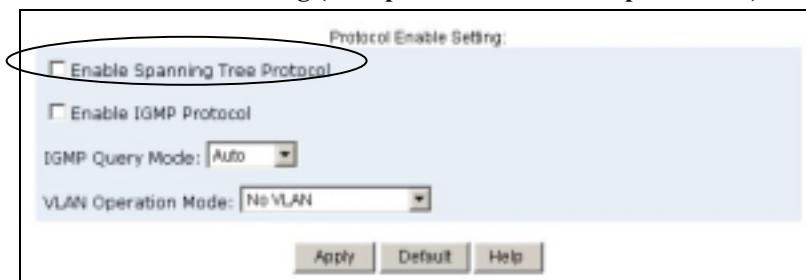 Protocol Enable Setting:
Enable Spanning Tree Protocol
Enable IGMP Protocol
IGMP Query Mode: Auto
VLAN Operation Mode: No VLAN
Apply Default Help